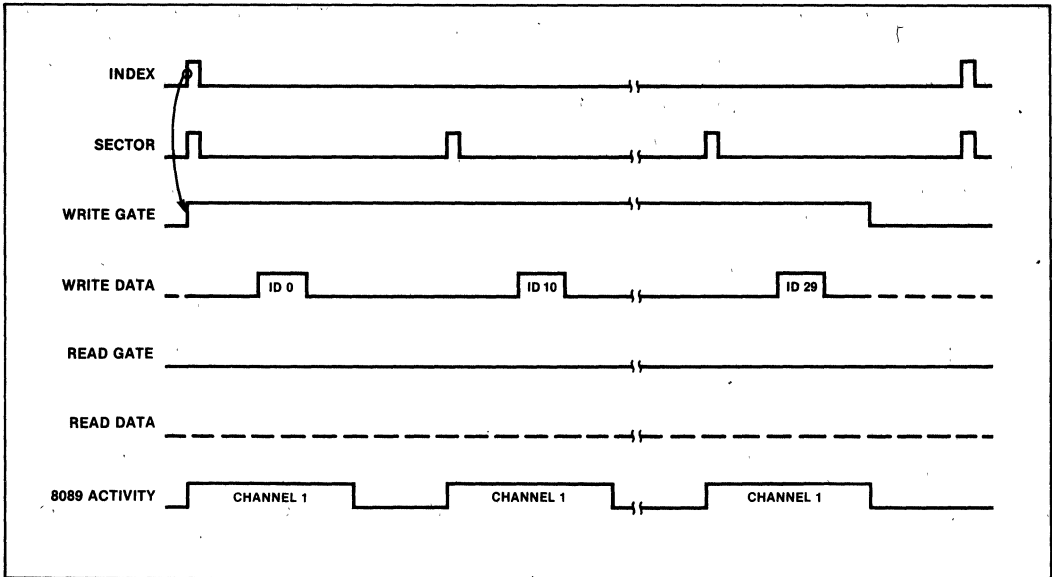 INDEX
SECTOR
WRITE GATE
WRITE DATA
ID 0
ID 10
ID 29
READ GATE
READ DATA
8089 ACTIVITY
CHANNEL 1
CHANNEL 1
CHANNEL 1